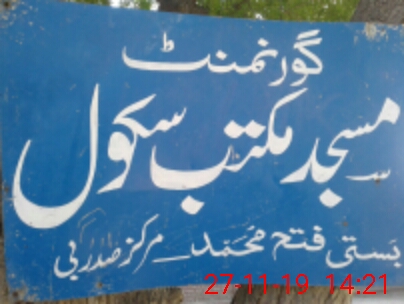 گورنمنٹ
مسجد مکتب سکول
بستی فتح محمد مرکز صدر بی
27-11-19 14:21